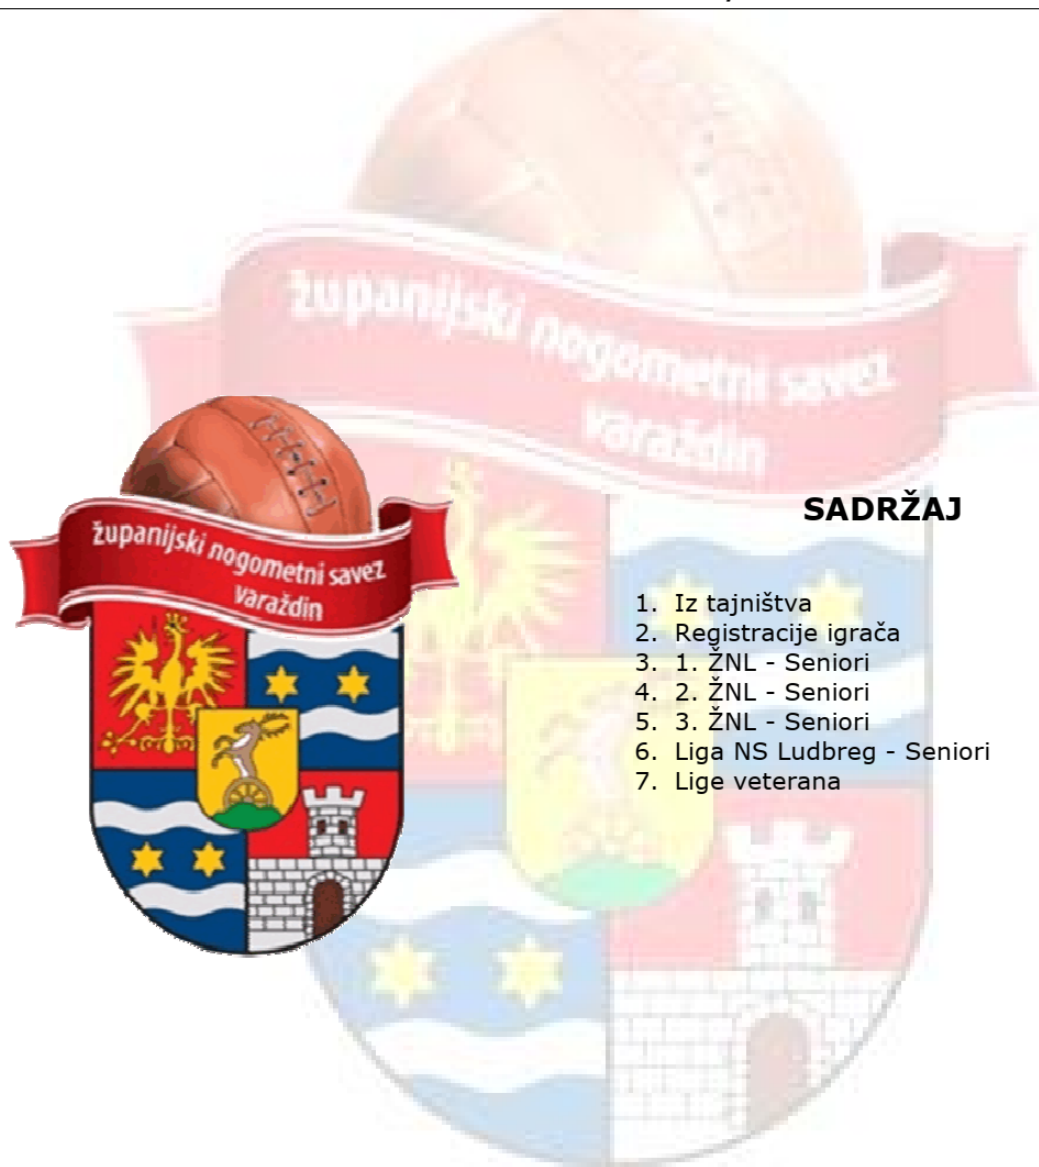 županijski nogometni savez
varaždin
županijski nogometni savez
varaždin
SADRŽAJ
1. Iz tajništva
2. Registracije igrača
3. 1. ŽNL - Seniori
4. 2. ŽNL - Seniori
5. 3. ŽNL - Seniori
6. Liga NS Ludbreg - Seniori
7. Lige veterana